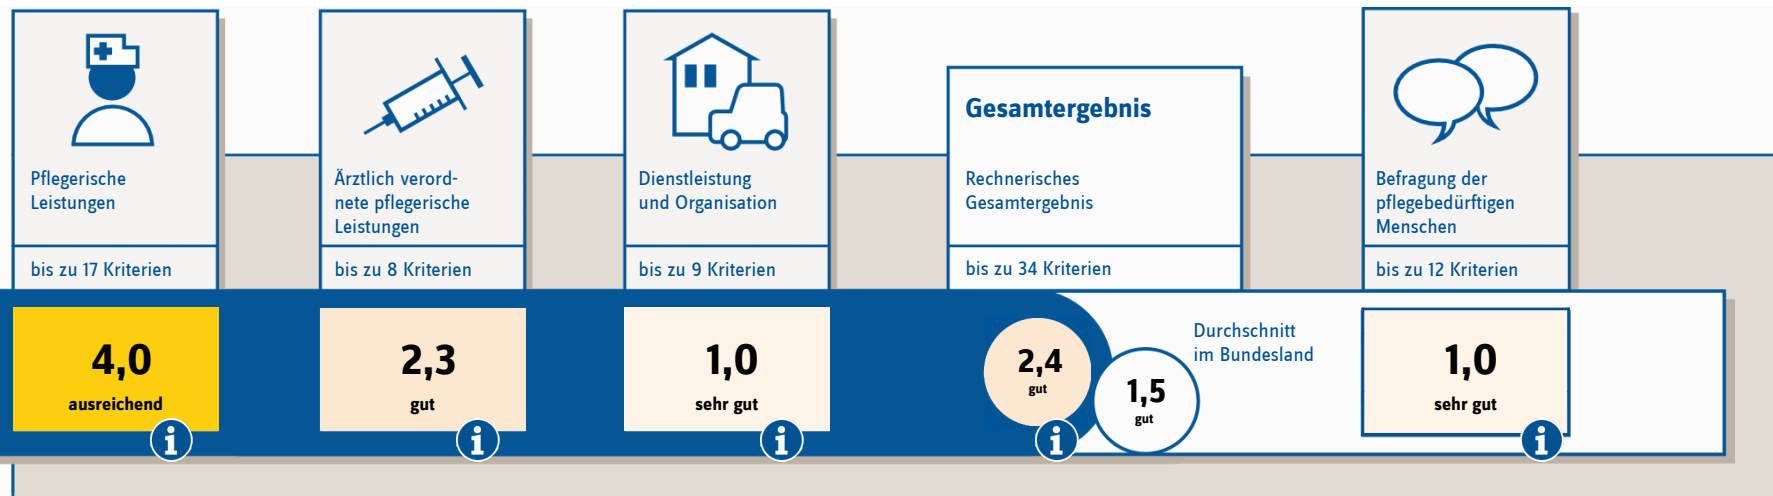 Pflegerische
Leistungen
bis zu 17 Kriterien
4,0
ausreichend
i
Ärztlich verord-
nete pflegerische
Leistungen
bis zu 8 Kriterien
2,3
gut
i
Dienstleistung
und Organisation
bis zu 9 Kriterien
1,0
sehr gut
i
Gesamtergebnis
Rechnerisches
Gesamtergebnis
bis zu 34 Kriterien
2,4
gut
i
1,5
gut
Durchschnitt
im Bundesland
Befragung der
pflegebedürftigen
Menschen
bis zu 12 Kriterien
1,0
sehr gut
i